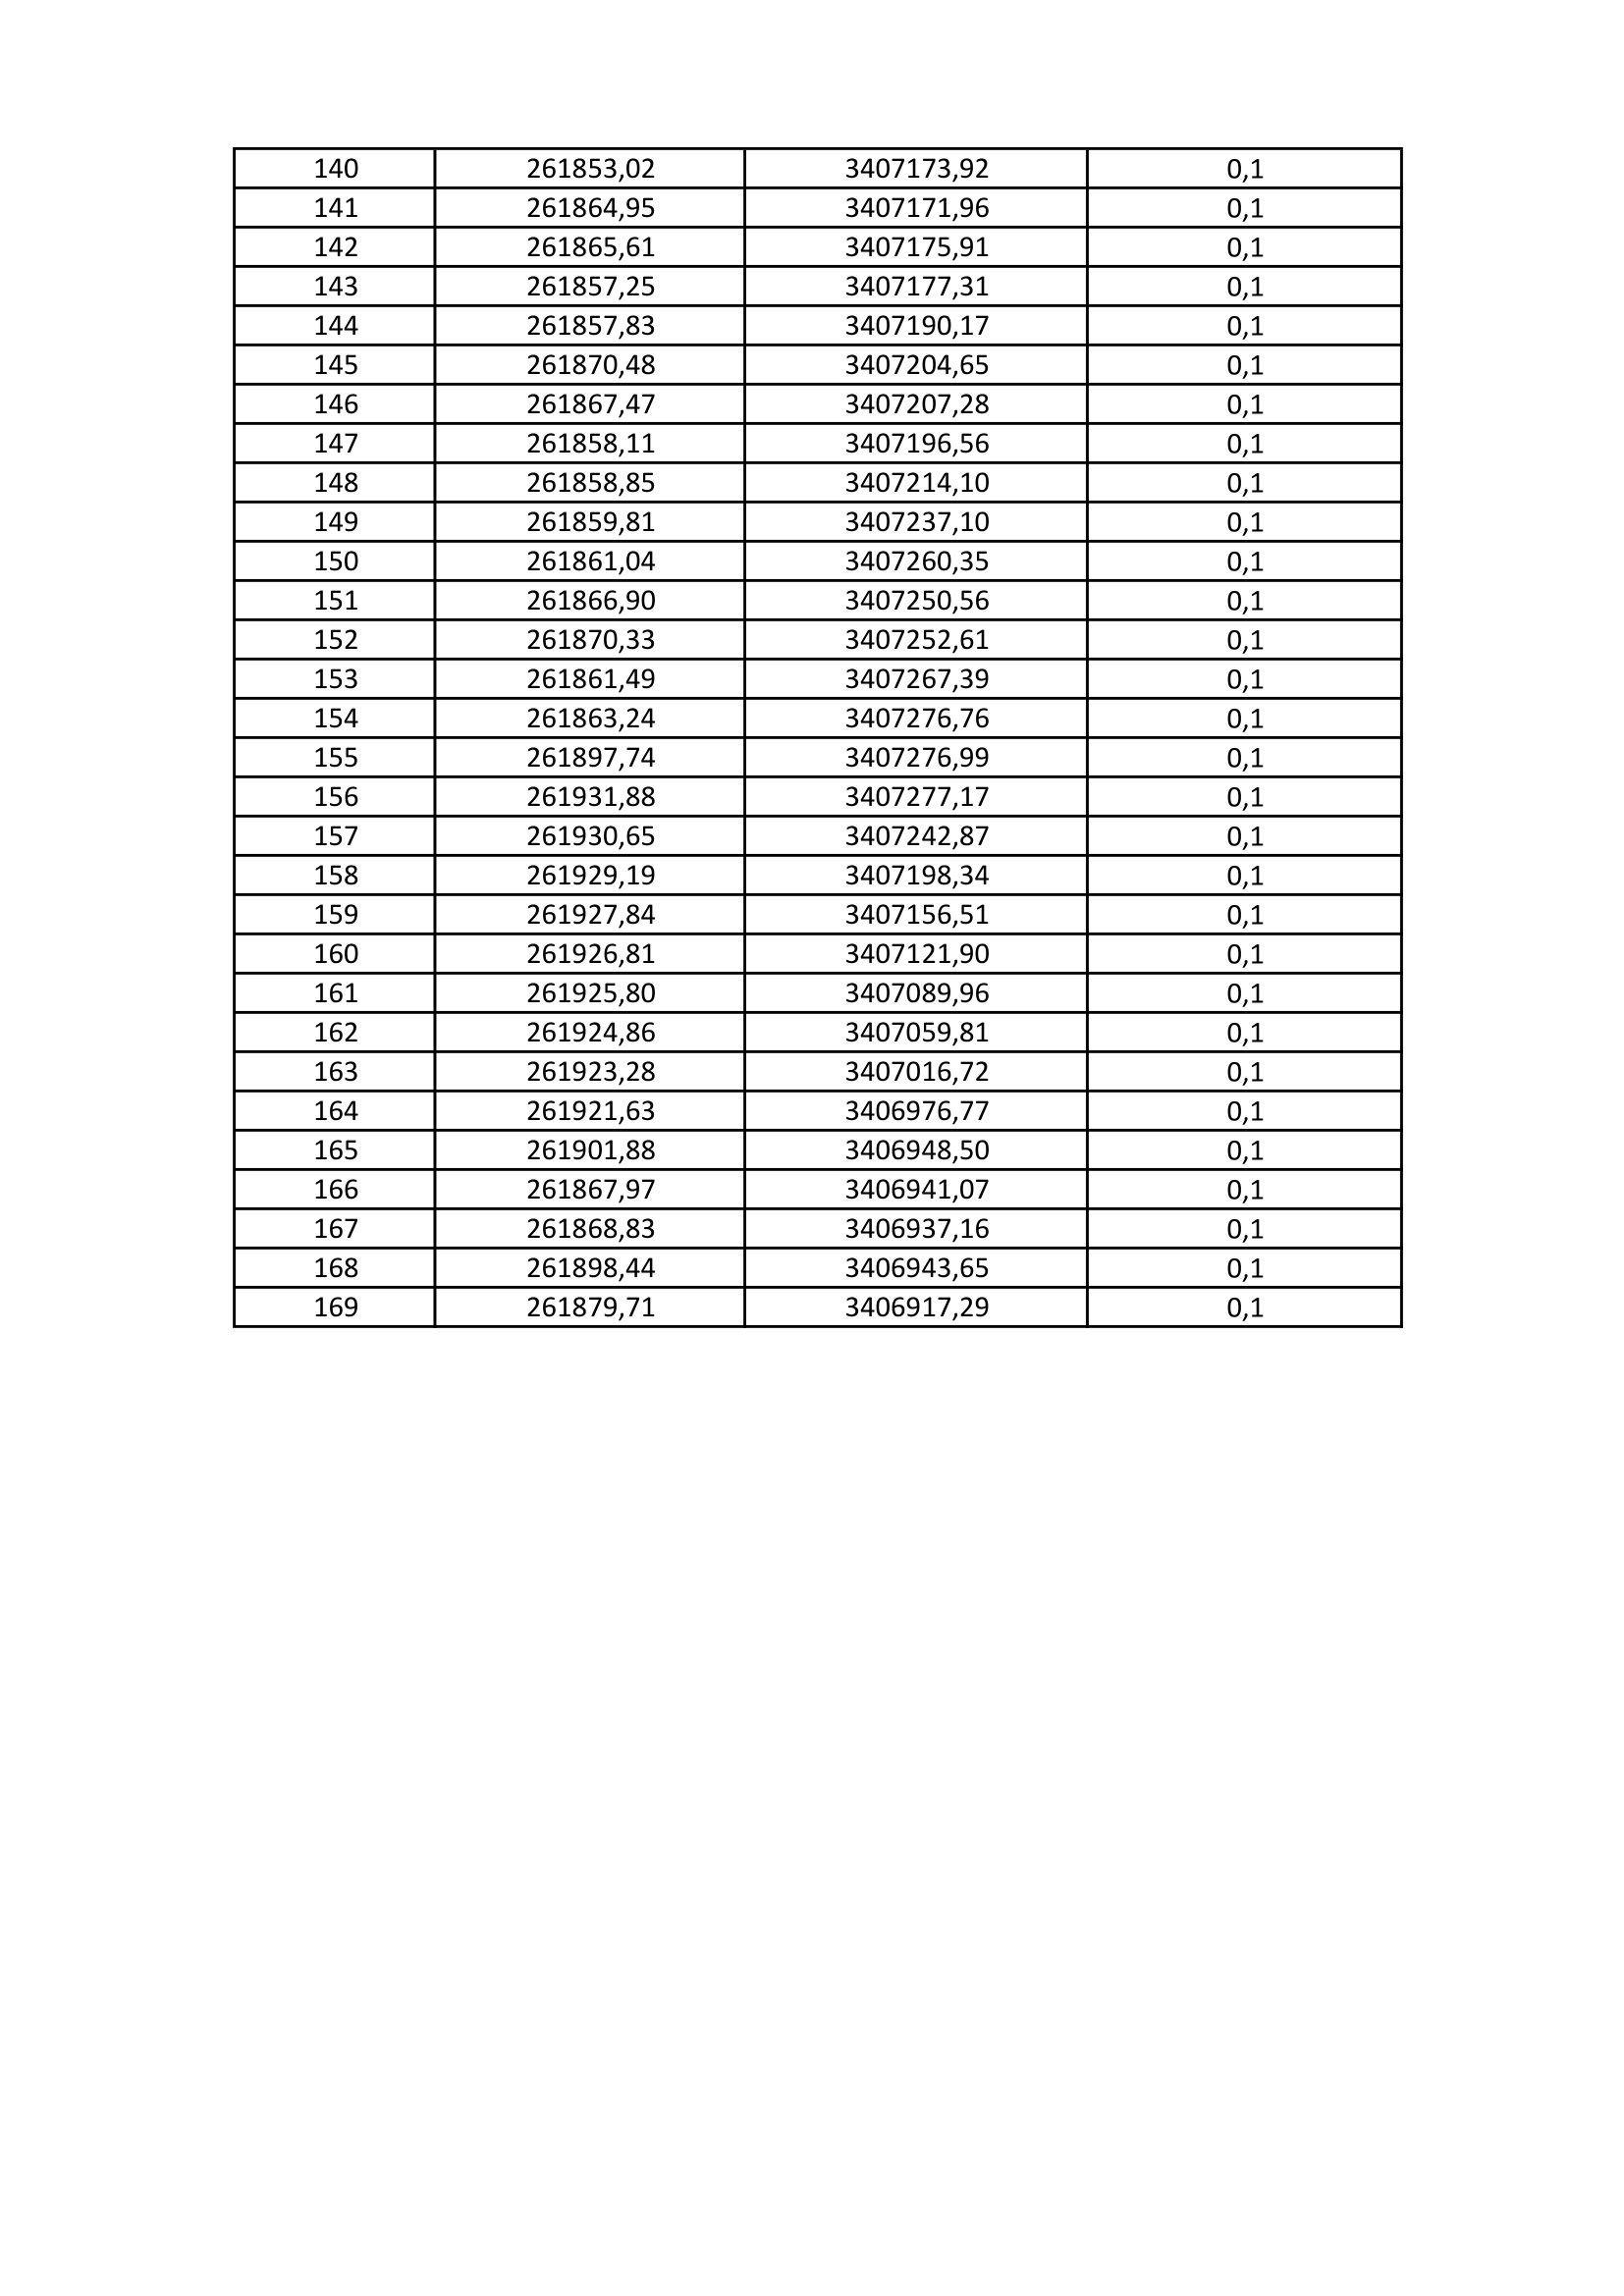 140 261853,02 3407173,92 0,1
141 261864,95 3407171,96 0,1
142 261865,61 3407175,91 0,1
143 261857,25 3407177,31 0,1
144 261857,83 3407190,17 0,1
145 261870,48 3407204,65 0,1
146 261867,47 3407207,28 0,1
147 261858,11 3407196,56 0,1
148 261858,85 3407214,10 0,1
149 261859,81 3407237,10 0,1
150 261861,04 3407260,35 0,1
151 261866,90 3407250,56 0,1
152 261870,33 3407252,61 0,1
153 261861,49 3407267,39 0,1
154 261863,24 3407276,76 0,1
155 261897,74 3407276,99 0,1
156 261931,88 3407277,17 0,1
157 261930,65 3407242,87 0,1
158 261929,19 3407198,34 0,1
159 261927,84 3407156,51 0,1
160 261926,81 3407121,90 0,1
161 261925,80 3407089,96 0,1
162 261924,86 3407059,81 0,1
163 261923,28 3407016,72 0,1
164 261921,63 3406976,77 0,1
165 261901,88 3406948,50 0,1
166 261867,97 3406941,07 0,1
167 261868,83 3406937,16 0,1
168 261898,44 3406943,65 0,1
169 261879,71 3406917,29 0,1